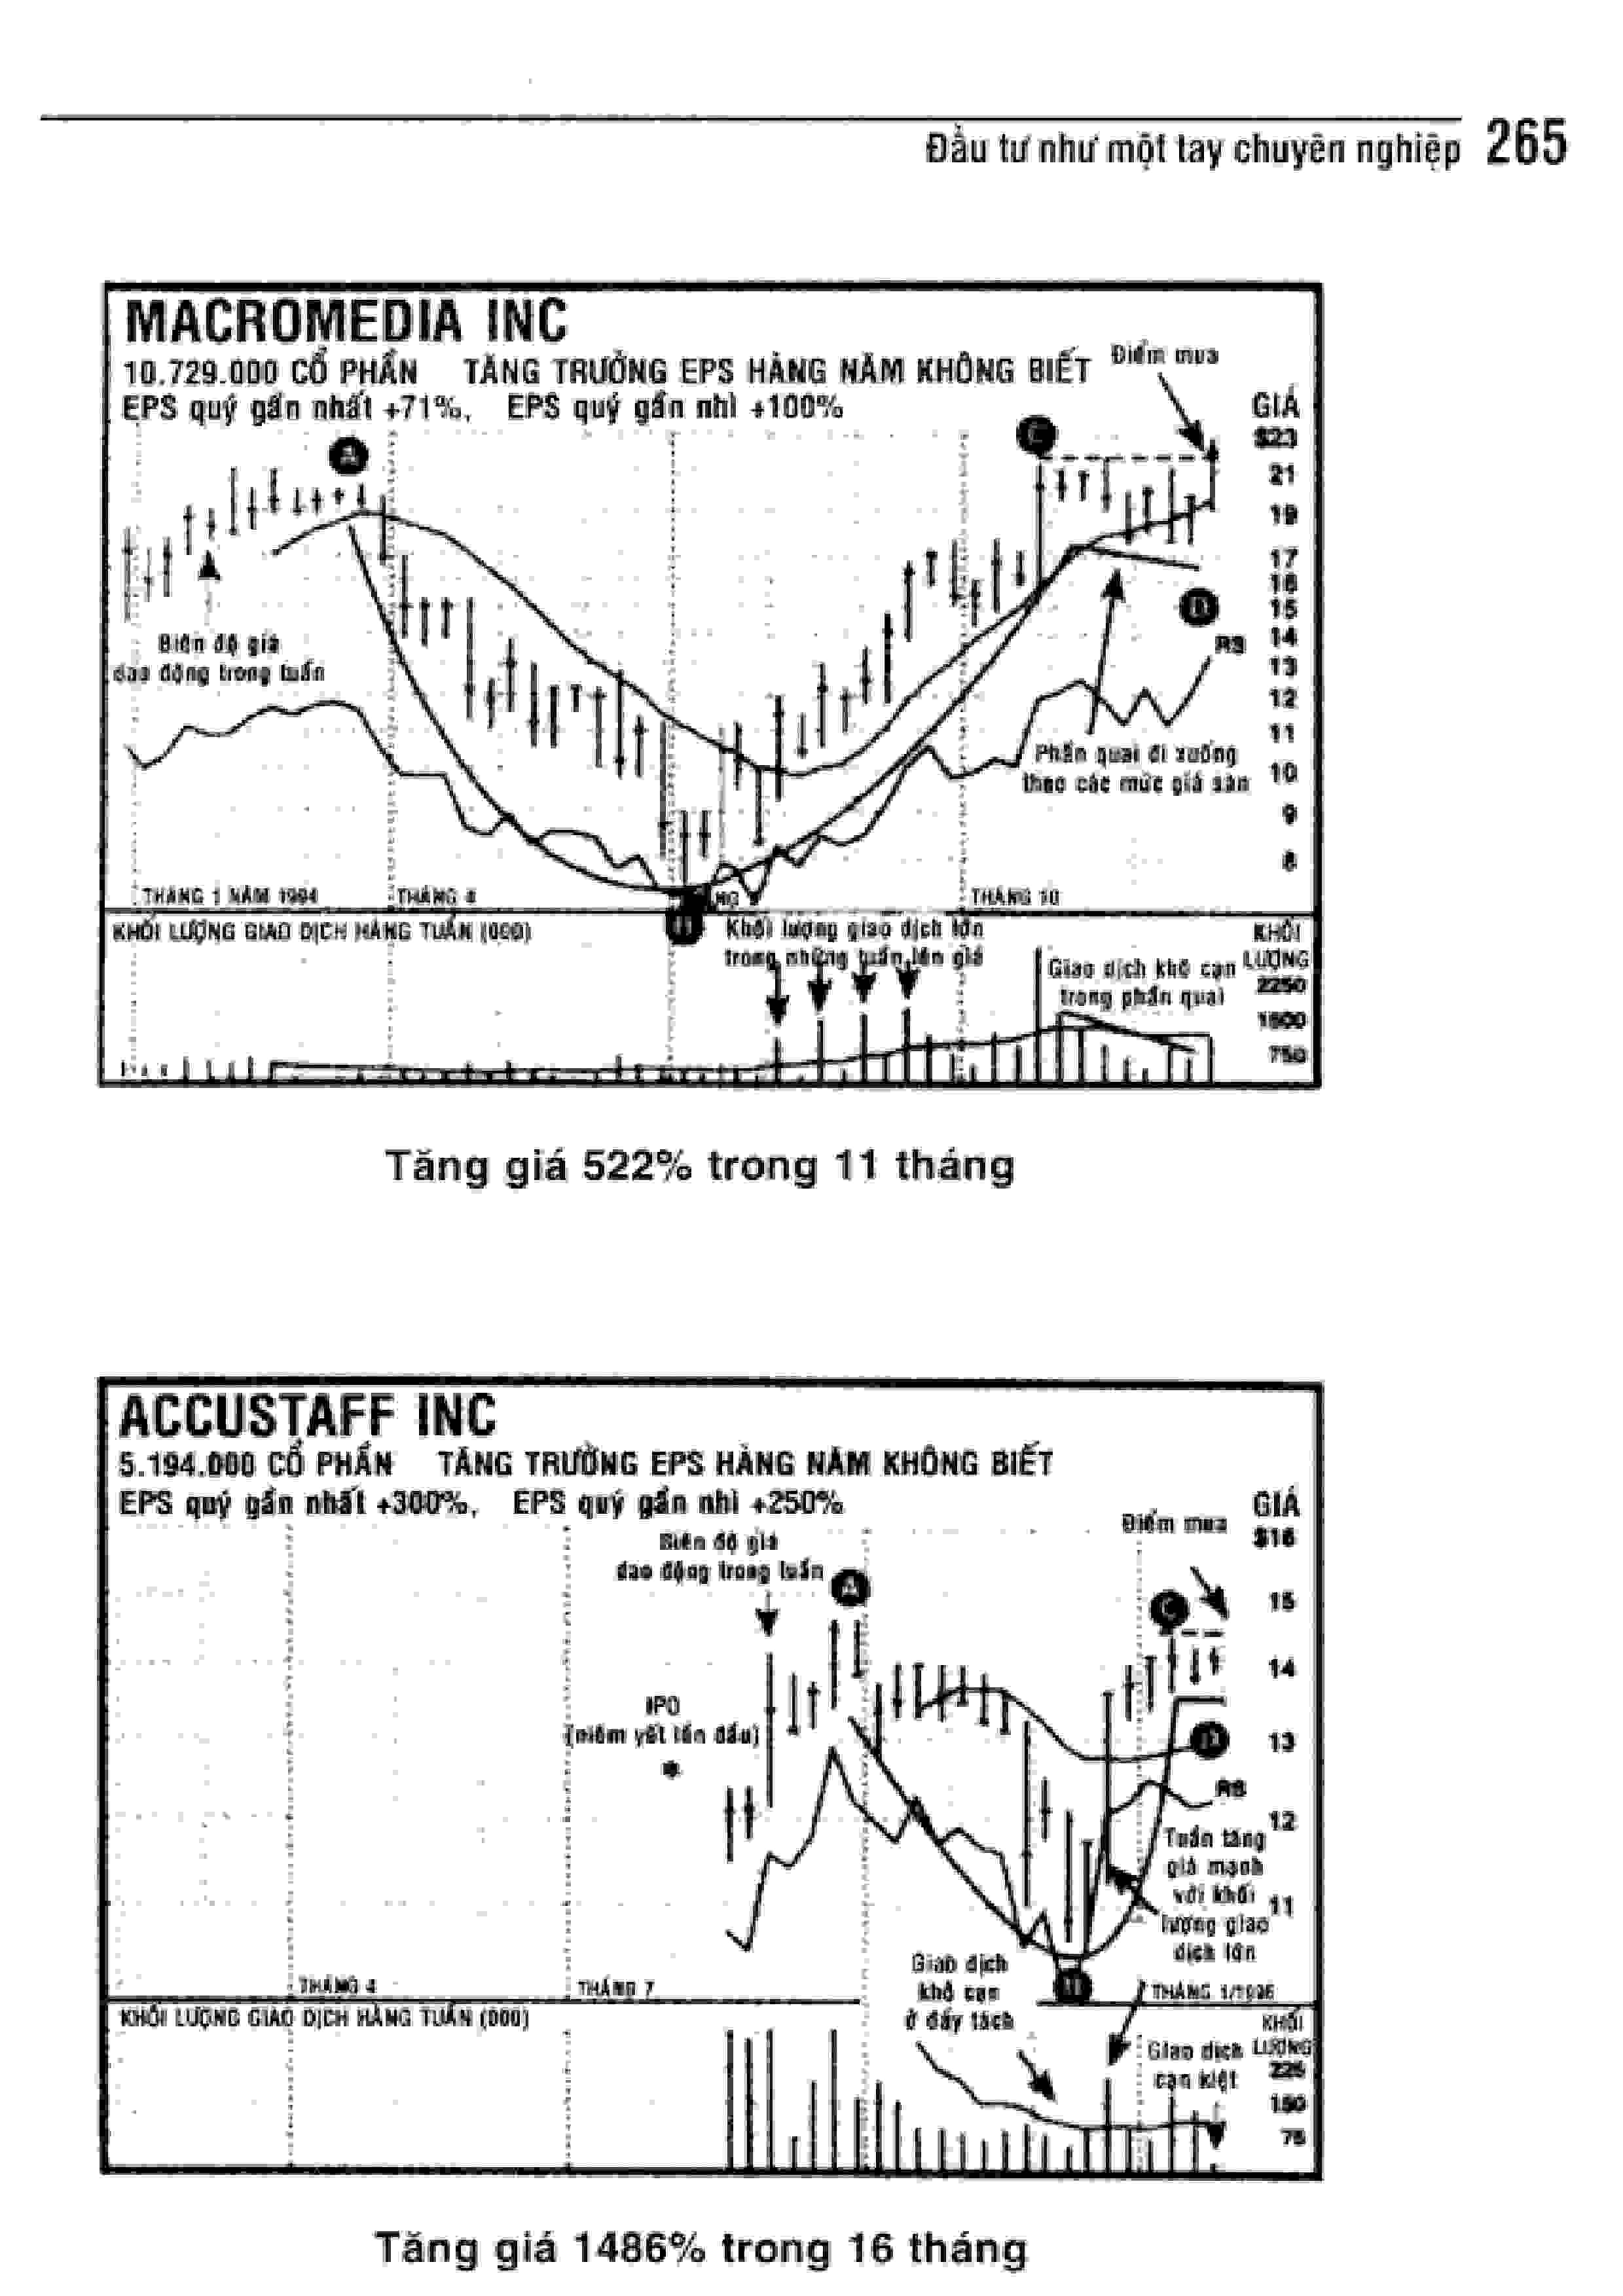 Đầu tư như một tay chuyên nghiệp 265
MACROMEDIA INC
10.729.000 CỔ PHẦN TĂNG TRƯỞNG EPS HÀNG NĂM KHÔNG BIẾT
EPS quý gần nhất +71%, EPS quý gần nhì +100%
Điểm mua
GIÁ
$23
21
19
17
16
15
14
13
12
11
10
9
8
A
C
Biên độ giá
dao động trong tuần
D
RS
Phần quai đi xuống
theo các mức giá sàn
THÁNG 1 NĂM 1994
THÁNG 4
THÁNG 10
B
KHỐI LƯỢNG GIAO DỊCH HÀNG TUẦN (000)
Khối lượng giao dịch lớn
trong những tuần lên giá
Giao dịch khô cạn
trong phần quai
KHỐI
LƯỢNG
2250
1500
750
Tăng giá 522% trong 11 tháng
ACCUSTAFF INC
5.194.000 CỔ PHẦN TĂNG TRƯỞNG EPS HÀNG NĂM KHÔNG BIẾT
EPS quý gần nhất +300%, EPS quý gần nhì +250%
Điểm mua
GIÁ
$16
15
14
13
12
11
Biên độ giá
dao động trong tuần
A
C
IPO
(niêm yết lần đầu)
D
RS
Tuần tăng
giá mạnh
với khối
lượng giao
dịch lớn
Giao dịch
khô cạn
ở đáy tách
B
THÁNG 4
THÁNG 7
THÁNG 1/1996
KHỐI LƯỢNG GIAO DỊCH HÀNG TUẦN (000)
Giao dịch
cạn kiệt
KHỐI
LƯỢNG
225
150
75
Tăng giá 1486% trong 16 tháng